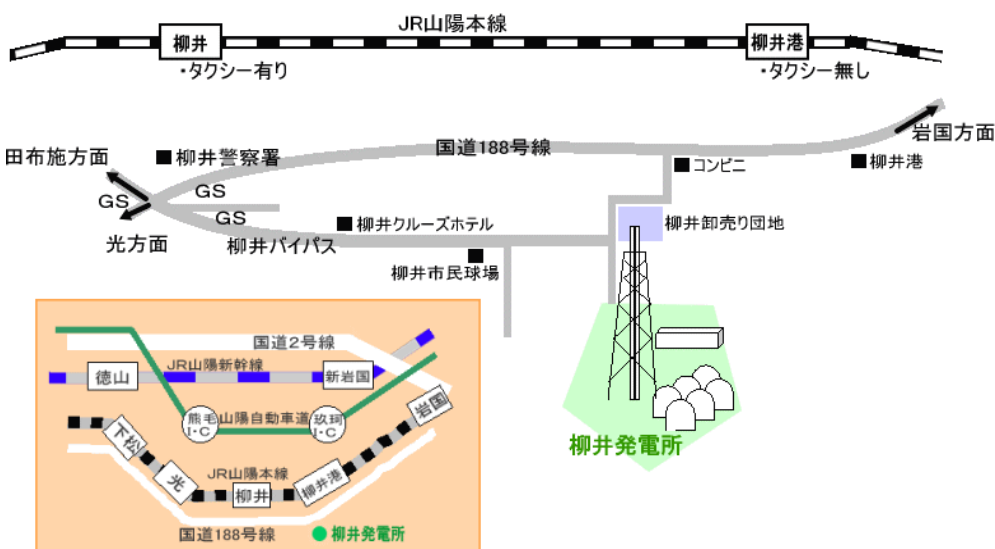 JR山陽本線
柳井
柳井港
・タクシー有り
・タクシー無し
岩国方面
国道188号線
田布施方面
■柳井警察署
■コンビニ
■柳井港
GS
GS
GS
■柳井クルーズホテル
柳井卸売り団地
光方面
柳井バイパス
柳井市民球場
国道2号線
JR山陽新幹線
徳山
新岩国
熊毛
I・C
山陽自動車道
玖珂
I・C
岩国
下松
光
JR山陽本線
柳井
柳井港
国道188号線
柳井発電所
柳井発電所